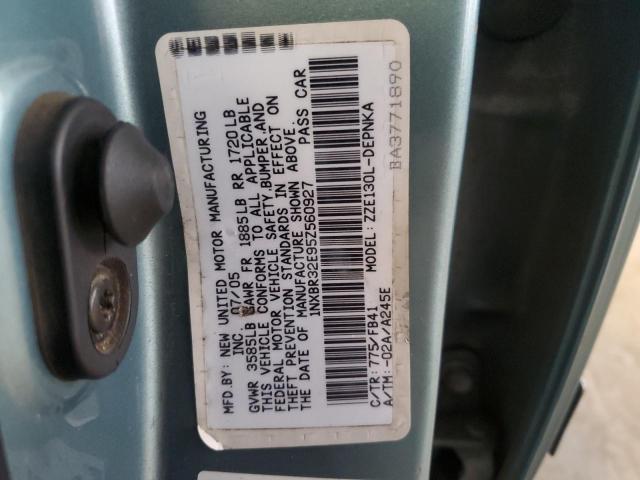 MFD.BY: NEW UNITED MOTOR MANUFACTURING
INC. 07/05
GVWR 3585LB GAWR FR 1885LB RR 1720LB
THIS VEHICLE CONFORMS TO ALL APPLICABLE
FEDERAL MOTOR VEHICLE SAFETY,BUMPER,AND
THEFT PREVENTION STANDARDS IN EFFECT ON
THE DATE OF MANUFACTURE SHOWN ABOVE.
1NXBR32E95Z560927 PASS CAR
C/TR: 775/FB41 MODEL: ZZE130L-DEPNKA
A/TM: -02A/A245E
BA3771890